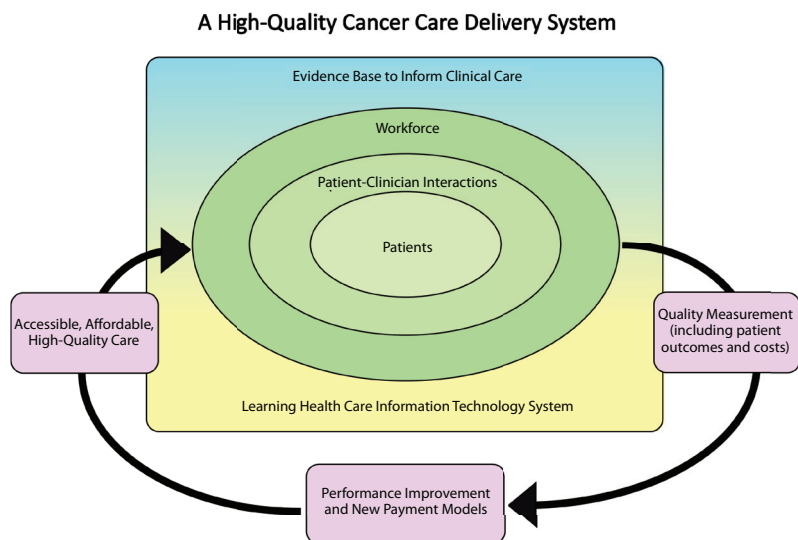 A High-Quality Cancer Care Delivery System
Evidence Base to Inform Clinical Care
Workforce
Patient-Clinician Interactions
Patients
Accessible, Affordable,
High-Quality Care
Quality Measurement
(including patient
outcomes and costs)
Learning Health Care Information Technology System
Performance Improvement
and New Payment Models